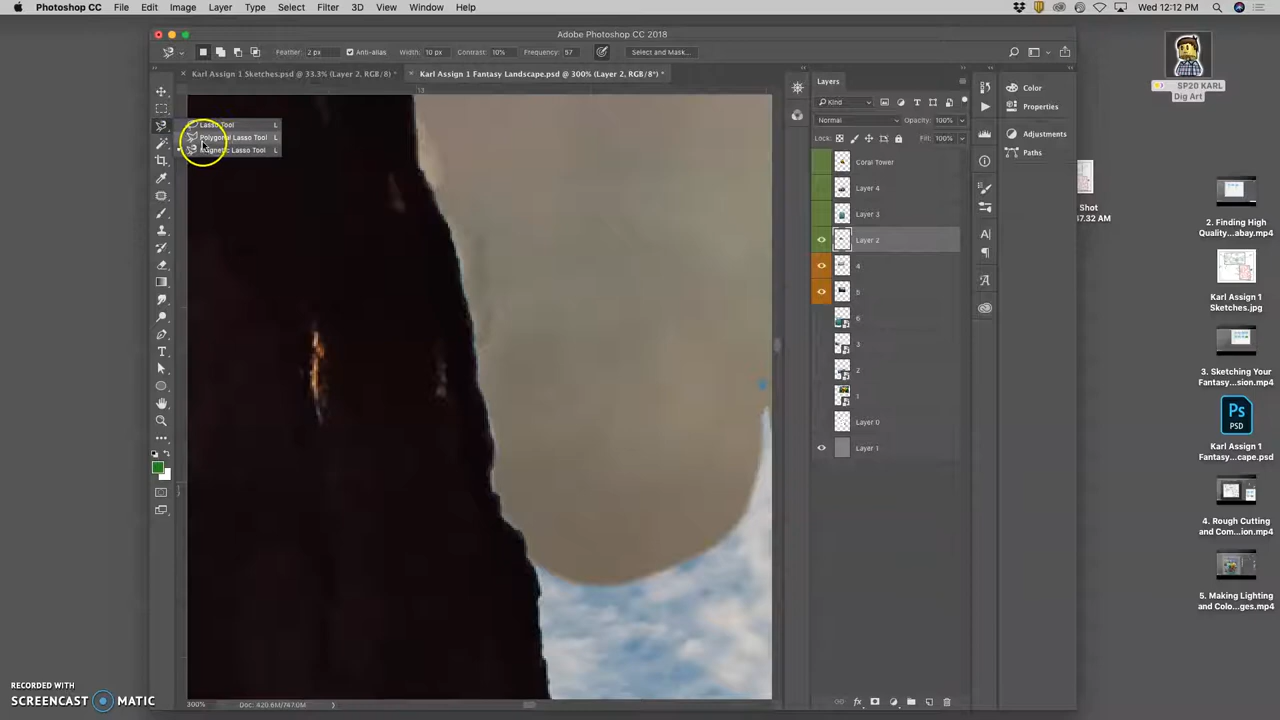 Photoshop CC File Edit Image Layer Type Select Filter 3D View Window Help Wed 12:12 PM
Adobe Photoshop CC 2018
Feather: 2 px Anti-alias Width: 10 px Contrast: 10% Frequency: 57 Select and Mask...
Karl Assign 1 Sketches.psd @ 33.3% (Layer 2, RGB/8) * Karl Assign 1 Fantasy Landscape.psd @ 300% (Layer 2, RGB/8*) *
13
Lasso Tool L
Polygonal Lasso Tool L
Magnetic Lasso Tool L
Layers
Kind
Normal Opacity: 100%
Lock: Fill: 100%
Coral Tower
Layer 4
Layer 3
Layer 2
4
5
6
3
2
1
Layer 0
Layer 1
Color
Properties
Adjustments
Paths
SP20 KARL
Dig Art
Shot
17.32 AM
2. Finding High
Quality...abay.mp4
Karl Assign 1
Sketches.jpg
3. Sketching Your
Fantasy...sion.mp4
Karl Assign 1
Fantasy...cape.psd
4. Rough Cutting
and Com...ion.mp4
5. Making Lighting
and Colo...ges.mp4
300% Doc: 420.6M/747.0M
RECORDED WITH
SCREENCAST MATIC